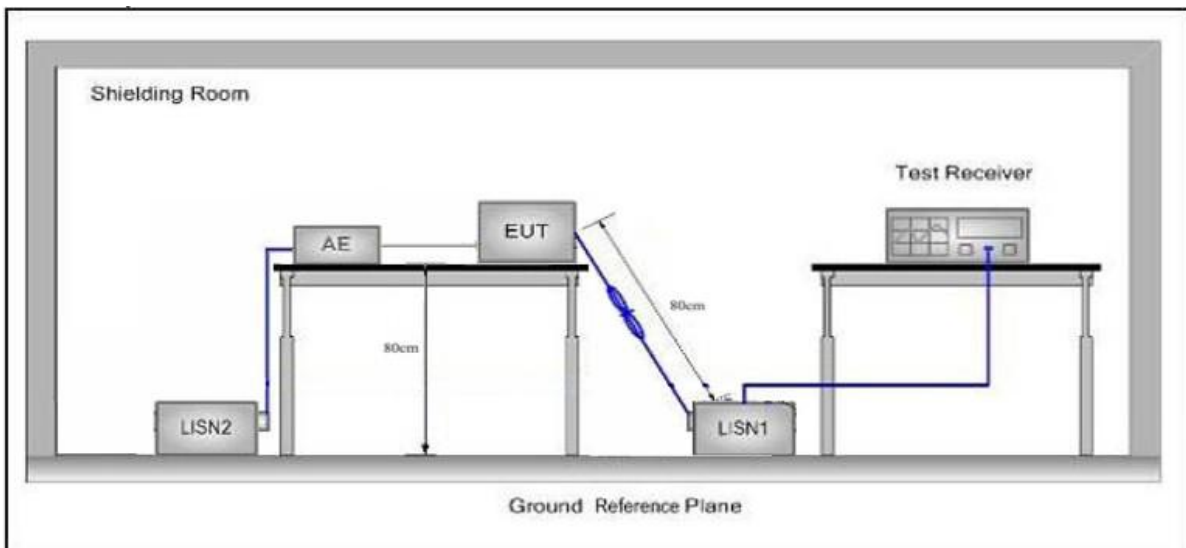 Shielding Room
Test Receiver
AE
EUT
80cm
80cm
LISN2
LISN1
Ground Reference Plane